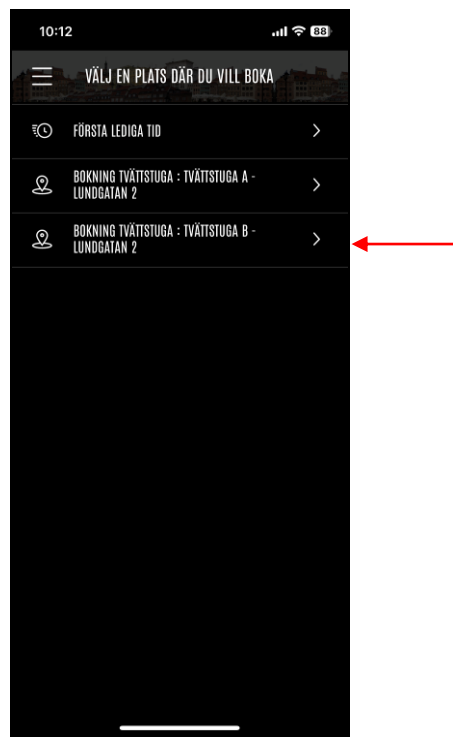 10:12
88
VÄLJ EN PLATS DÄR DU VILL BOKA
FÖRSTA LEDIGA TID
BOKNING TVÄTTSTUGA : TVÄTTSTUGA A -
LUNDGATAN 2
BOKNING TVÄTTSTUGA : TVÄTTSTUGA B -
LUNDGATAN 2